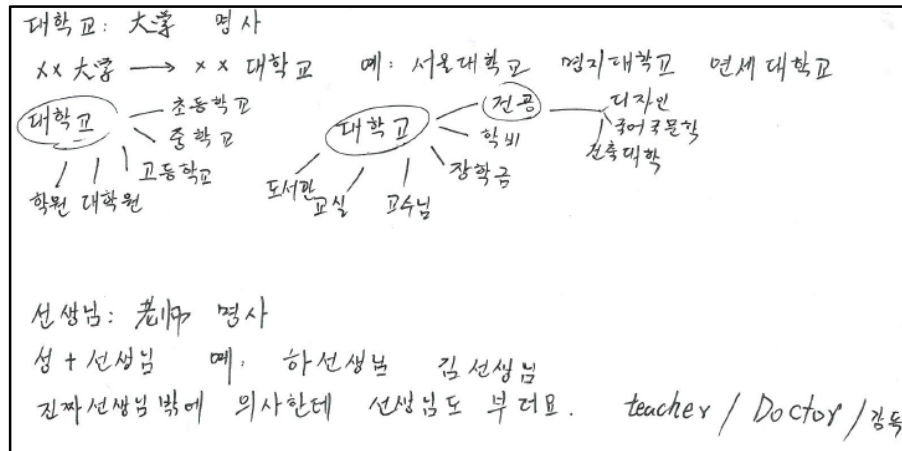 대학교: 大学 명사
×× 大学 → ×× 대학교 예: 서울대학교 명지대학교 연세대학교
대학교 초등학교 중학교 고등학교 학원 대학원
대학교 전공 학비 장학금 도서관 교실 교수님 디자인 국어국문학 건축대학
선생님: 老师 명사
성 + 선생님 예: 하선생님 김선생님
진짜 선생님 밖에 의사한테 선생님도 부러요. teacher / Doctor / 감독